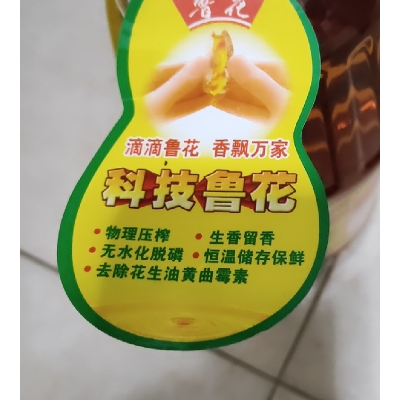 鲁花
滴滴鲁花 香飘万家
科技鲁花
·物理压榨 ·生香留香
·无水化脱磷 ·恒温储存保鲜
·去除花生油黄曲霉素